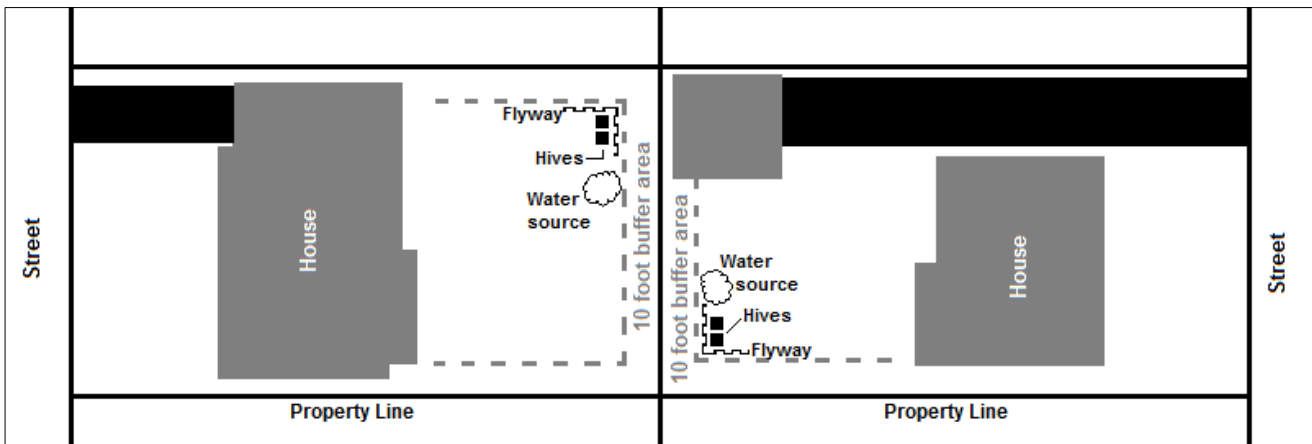 Street
House
Flyway
Hives
Water
source
10 foot buffer area
Property Line
10 foot buffer area
Water
source
Hives
Flyway
House
Property Line
Street